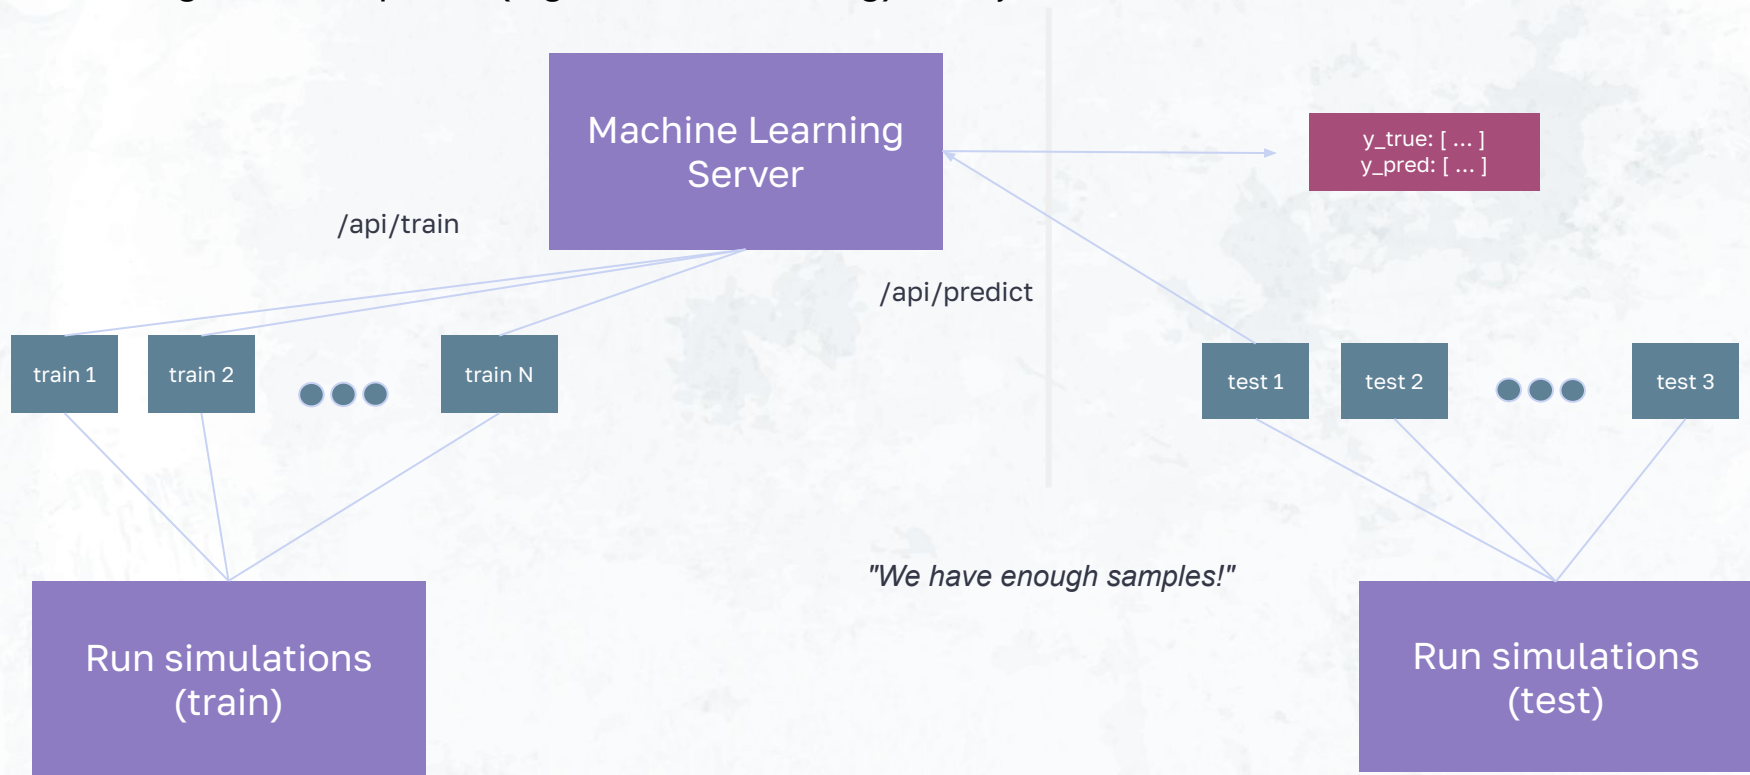 Machine Learning
Server
y_true: [ ... ]
y_pred: [ ... ]
/api/train
/api/predict
train 1
train 2
train N
test 1
test 2
test 3
"We have enough samples!"
Run simulations
(train)
Run simulations
(test)